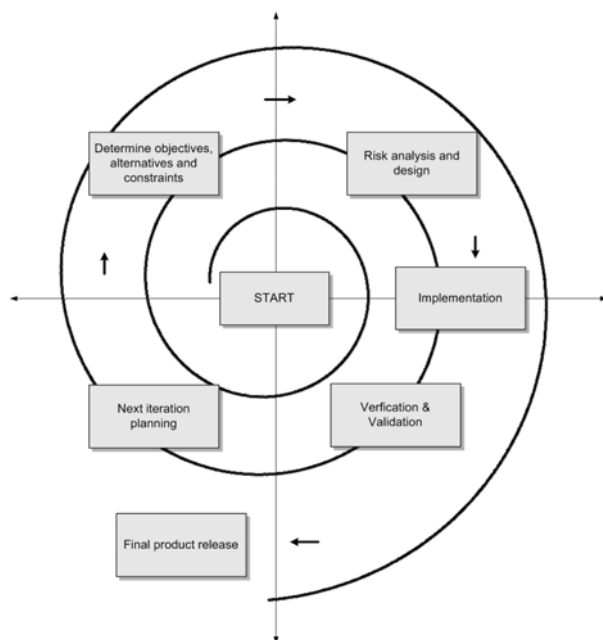 Determine objectives,
alternatives and
constraints
Risk analysis and
design
START
Implementation
Next iteration
planning
Verfication &
Validation
Final product release